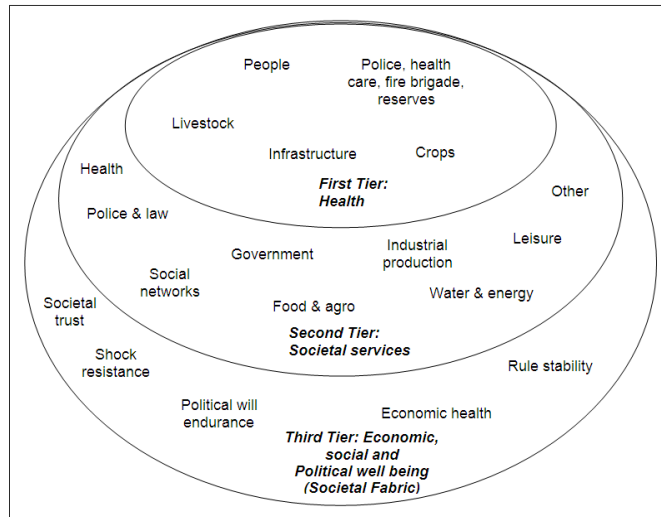 People
Police, health
care, fire brigade,
reserves
Livestock
Infrastructure
Crops
First Tier:
Health
Health
Other
Police & law
Government
Industrial
production
Leisure
Social
networks
Food & agro
Water & energy
Second Tier:
Societal services
Societal
trust
Shock
resistance
Rule stability
Political will
endurance
Economic health
Third Tier: Economic,
social and
Political well being
(Societal Fabric)